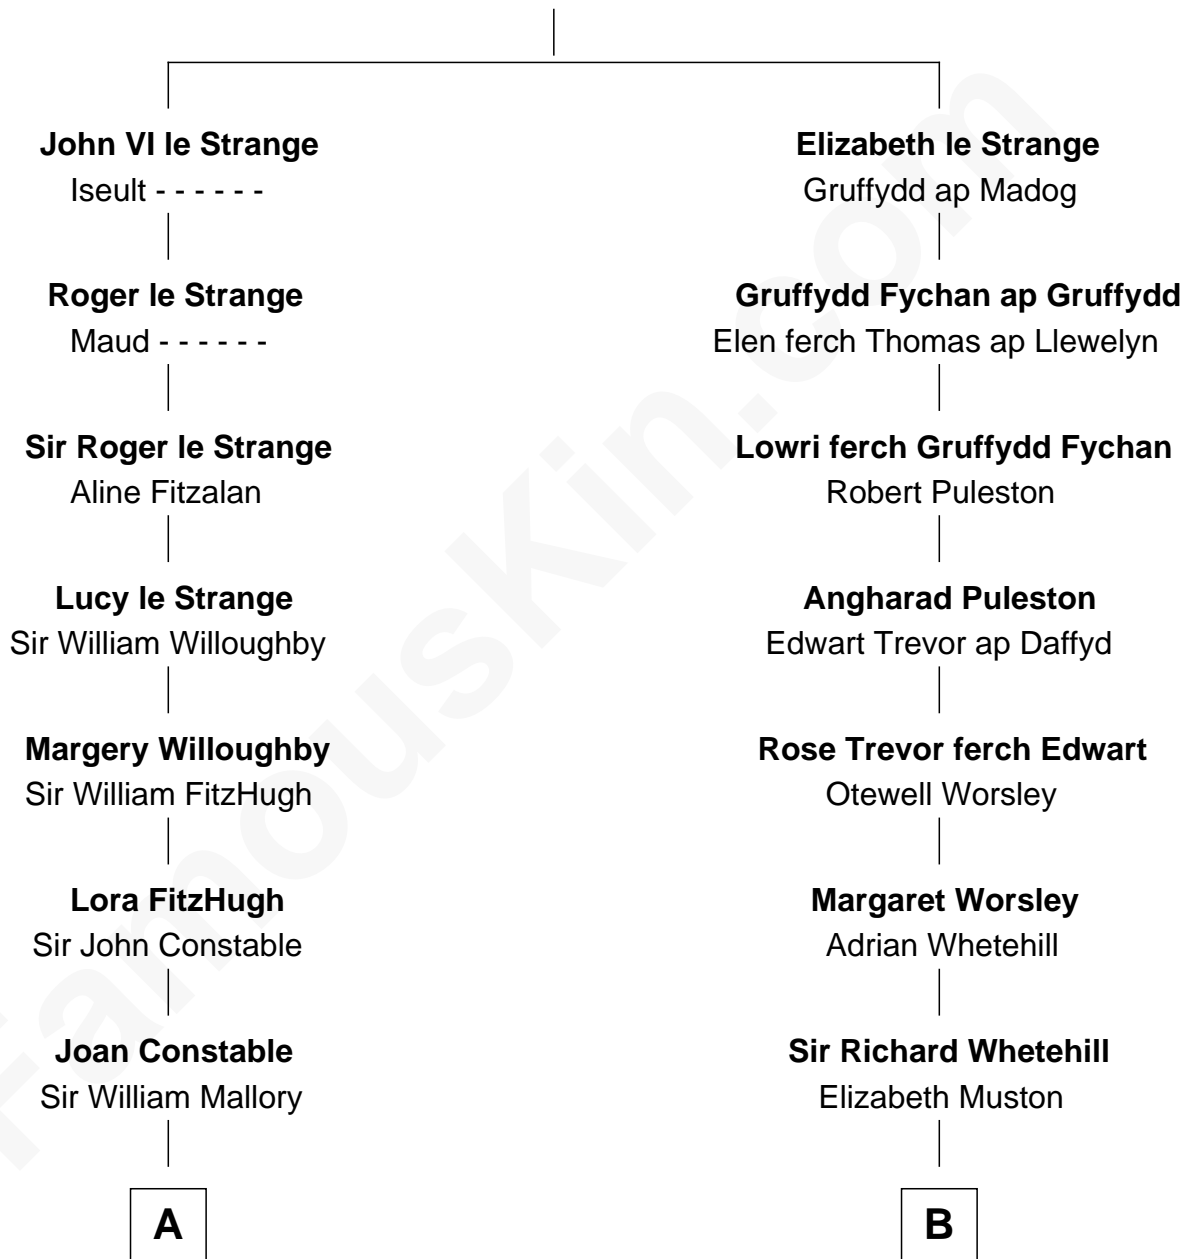 John VI le Strange
Iseult - - - - - -
Roger le Strange
Maud - - - - - -
Sir Roger le Strange
Aline Fitzalan
Lucy le Strange
Sir William Willoughby
Margery Willoughby
Sir William FitzHugh
Lora FitzHugh
Sir John Constable
Joan Constable
Sir William Mallory
A
Elizabeth le Strange
Gruffydd ap Madog
Gruffydd Fychan ap Gruffydd
Elen ferch Thomas ap Llewelyn
Lowri ferch Gruffydd Fychan
Robert Puleston
Angharad Puleston
Edwart Trevor ap Daffyd
Rose Trevor ferch Edwart
Otewell Worsley
Margaret Worsley
Adrian Whetehill
Sir Richard Whetehill
Elizabeth Muston
B
FamousKin.com